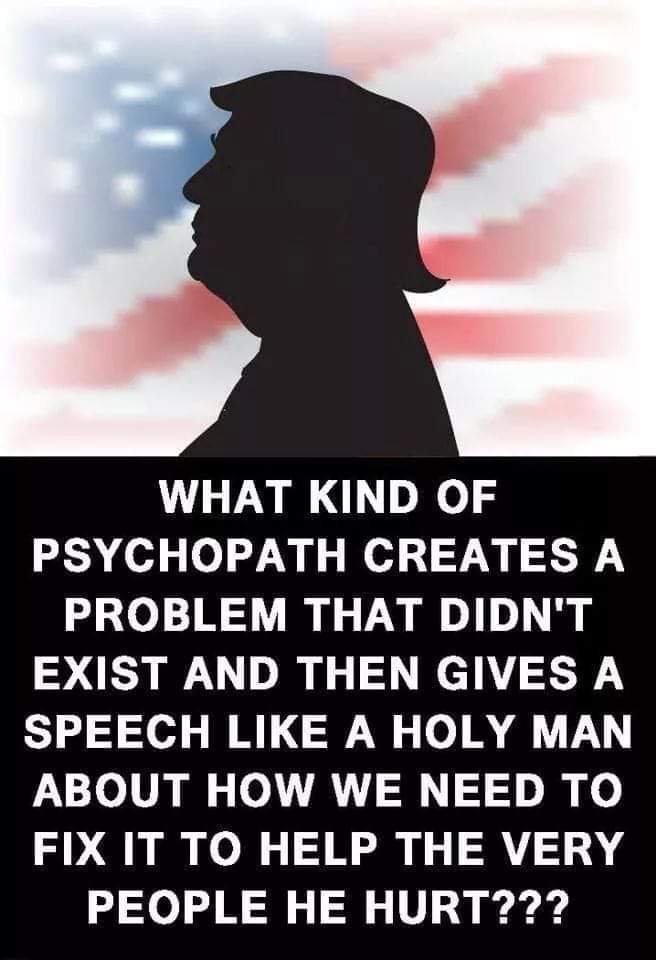 WHAT KIND OF
PSYCHOPATH CREATES A
PROBLEM THAT DIDN'T
EXIST AND THEN GIVES A
SPEECH LIKE A HOLY MAN
ABOUT HOW WE NEED TO
FIX IT TO HELP THE VERY
PEOPLE HE HURT???